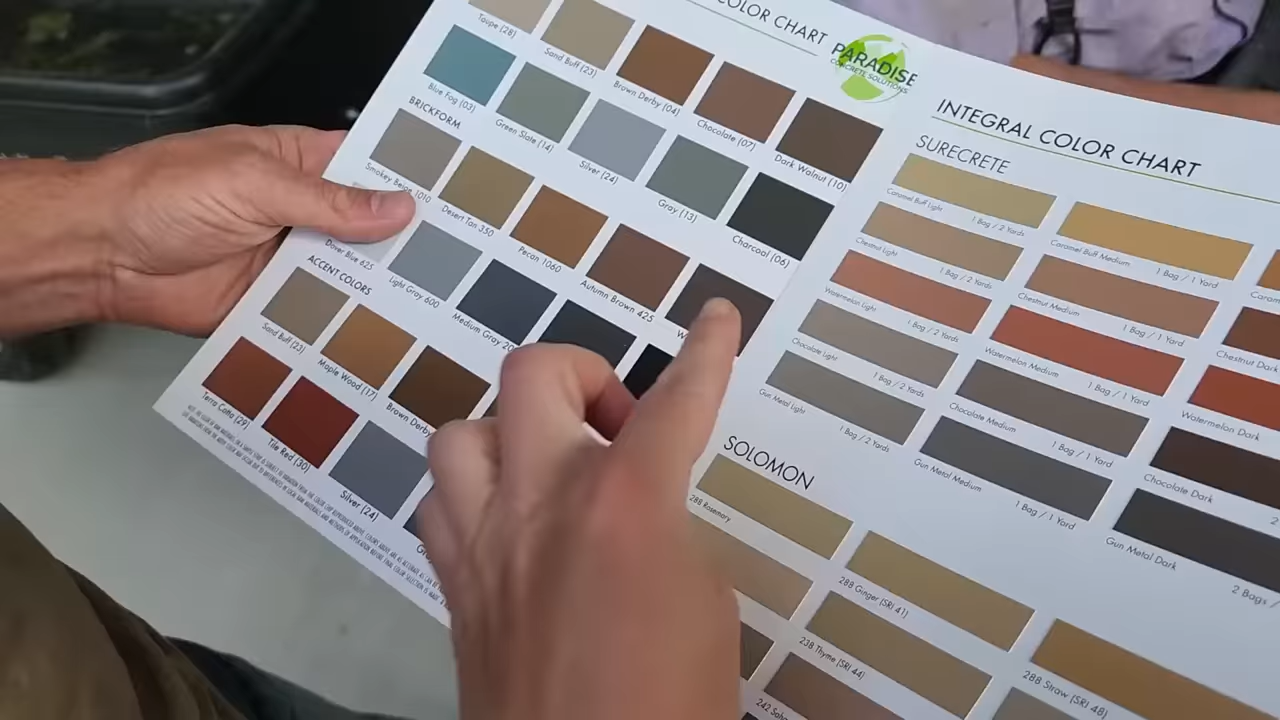 COLOR CHART
PARADISE
CONCRETE SOLUTIONS
Taupe (28)
Sand Buff (23)
Brown Derby (04)
Chocolate (07)
Dark Walnut (10)
Blue Fog (03)
Green Slate (14)
Silver (24)
Gray (13)
Charcoal (06)
BRICKFORM
Smokey Beige 1010
Desert Tan 350
Pecan 1060
Autumn Brown 425
W
Dover Blue 625
Light Gray 600
Medium Gray 20
ACCENT COLORS
Sand Buff (23)
Maple Wood (17)
Brown Derby
Terra Cotta (29)
Tile Red (30)
Silver (24)
INTEGRAL COLOR CHART
SURECRETE
Caramel Buff Light 1 Bag / 2 Yards
Caramel Buff Medium 1 Bag / 1 Yard
Chestnut Light 1 Bag / 2 Yards
Chestnut Medium 1 Bag / 1 Yard
Chestnut Dark
Watermelon Light 1 Bag / 2 Yards
Watermelon Medium 1 Bag / 1 Yard
Watermelon Dark
Chocolate Light 1 Bag / 2 Yards
Chocolate Medium 1 Bag / 1 Yard
Chocolate Dark 2
Gun Metal Light 1 Bag / 2 Yards
Gun Metal Medium 1 Bag / 1 Yard
Gun Metal Dark 2 Bags /
SOLOMON
288 Rosemary
288 Ginger (SRI 41)
288 Straw (SRI 48)
238 Thyme (SRI 44)